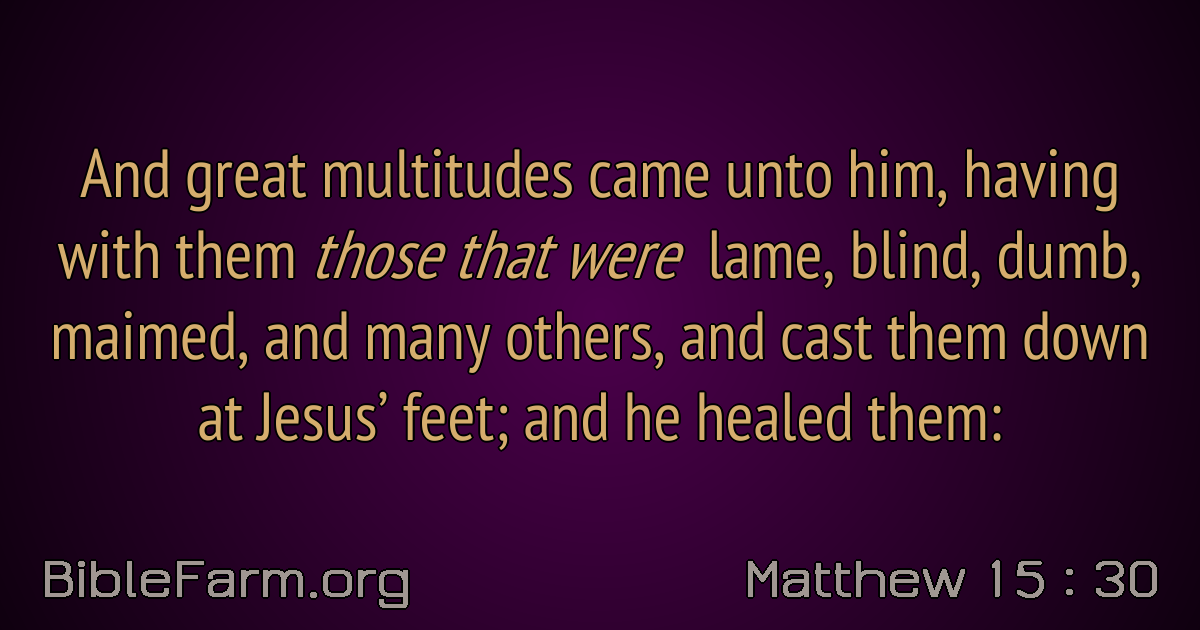 And great multitudes came unto him, having
with them those that were lame, blind, dumb,
maimed, and many others, and cast them down
at Jesus’ feet; and he healed them:
BibleFarm.org
Matthew 15 : 30